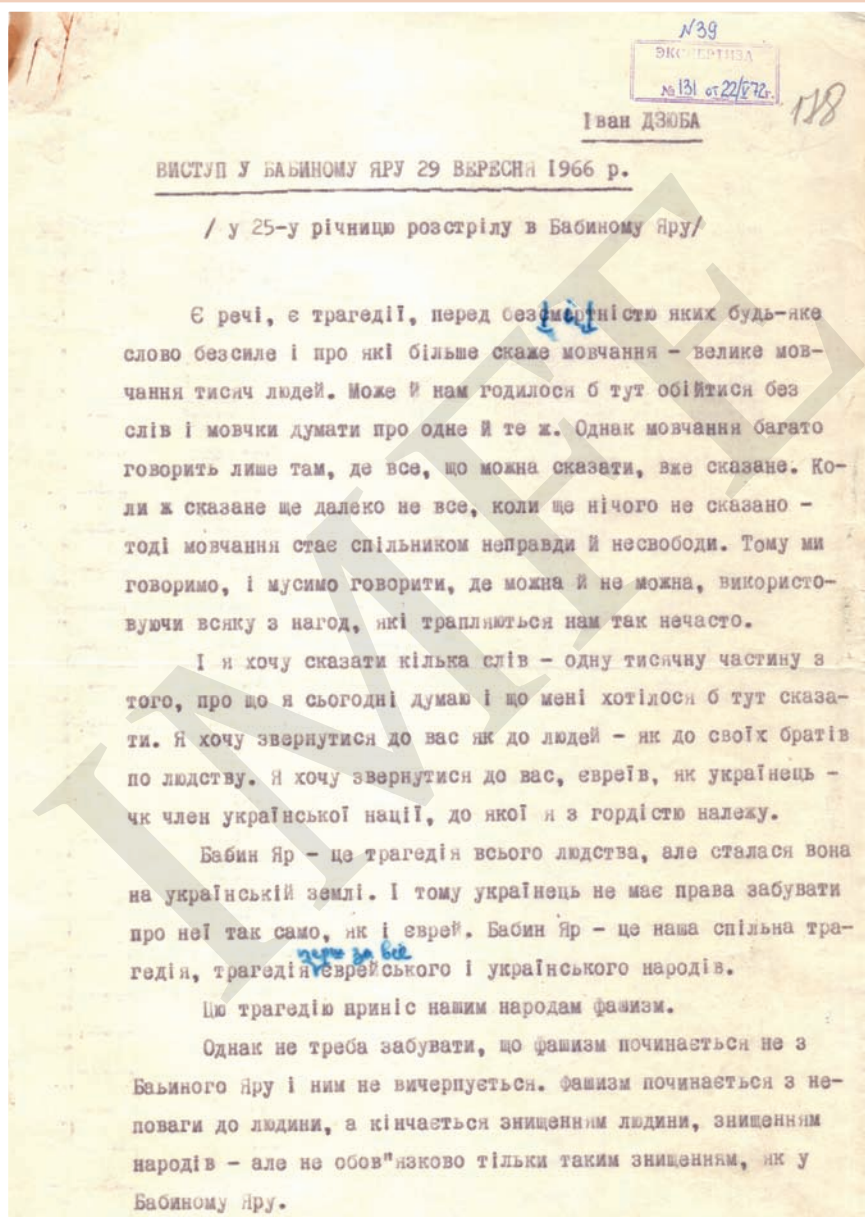 N39
ЭКСПЕРТИЗА
№ 131 от 22/V 72г.
178
Іван ДЗЮБА
ВИСТУП У БАБИНОМУ ЯРУ 29 ВЕРЕСНЯ 1966 р.
/ у 25-у річницю розстрілу в Бабиному Яру/
Є речі, є трагедії, перед безмірністю яких будь-яке
слово безсиле і про які більше скаже мовчання - велике мов-
чання тисяч людей. Може й нам годилося б тут обійтися без
слів і мовчки думати про одне й те ж. Однак мовчання багато
говорить лише там, де все, що можна сказати, вже сказане. Ко-
ли ж сказане ще далеко не все, коли ще нічого не сказано -
тоді мовчання стає спільником неправди й несвободи. Тому ми
говоримо, і мусимо говорити, де можна й не можна, використо-
вуючи всяку з нагод, які трапляються нам так нечасто.
І я хочу сказати кілька слів - одну тисячну частину з
того, про що я сьогодні думаю і що мені хотілося б тут сказа-
ти. Я хочу звернутися до вас як до людей - як до своїх братів
по людству. Я хочу звернутися до вас, євреїв, як українець -
чк член української нації, до якої я з гордістю належу.
Бабин Яр - це трагедія всього людства, але сталася вона
на українській землі. І тому українець не має права забувати
про неї так само, як і єврей. Бабин Яр - це наша спільна тра-
перш за все
гедія, трагедія єврейського і українського народів.
Цю трагедію приніс нашим народам фашизм.
Однак не треба забувати, що фашизм починається не з
Баьиного Яру і ним не вичерпується. Фашизм починається з не-
поваги до людини, а кінчається знищенням людини, знищенням
народів - але не обов"язково тільки таким знищенням, як у
Бабиному Яру.
IMFE